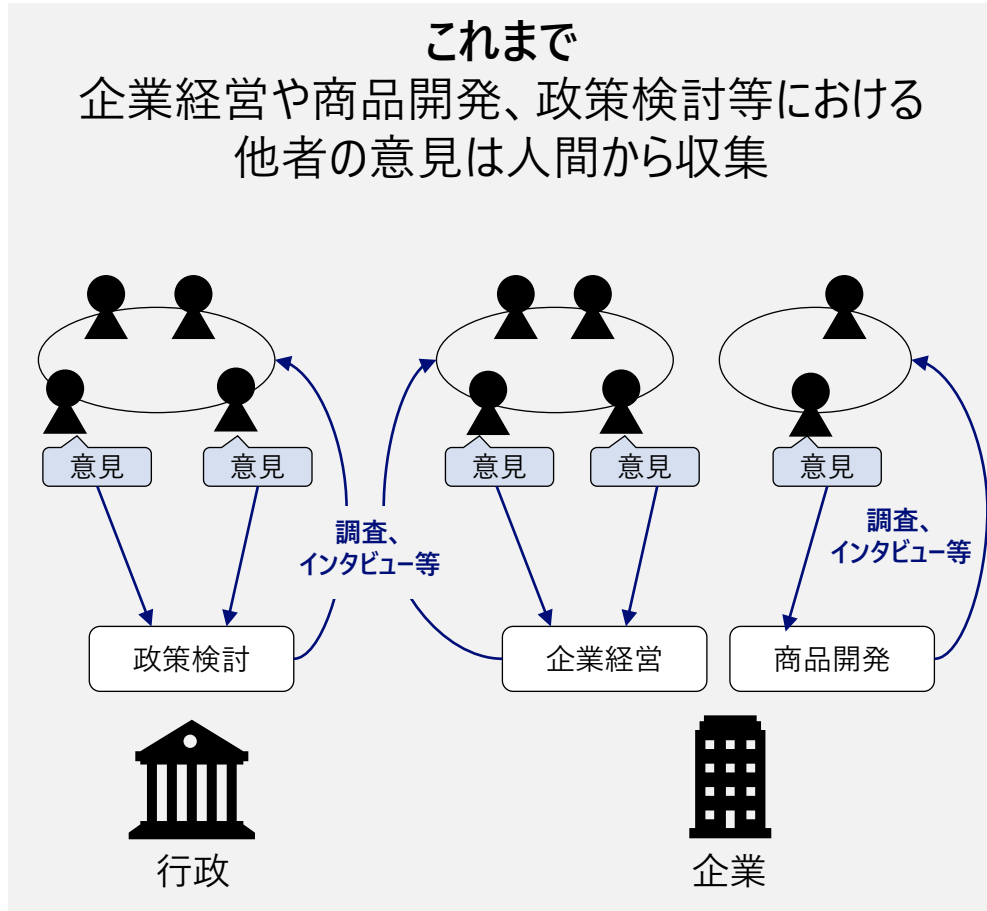 これまで
企業経営や商品開発、政策検討等における
他者の意見は人間から収集
意見
意見
意見
意見
意見
調査、
インタビュー等
調査、
インタビュー等
政策検討
企業経営
商品開発
行政
企業